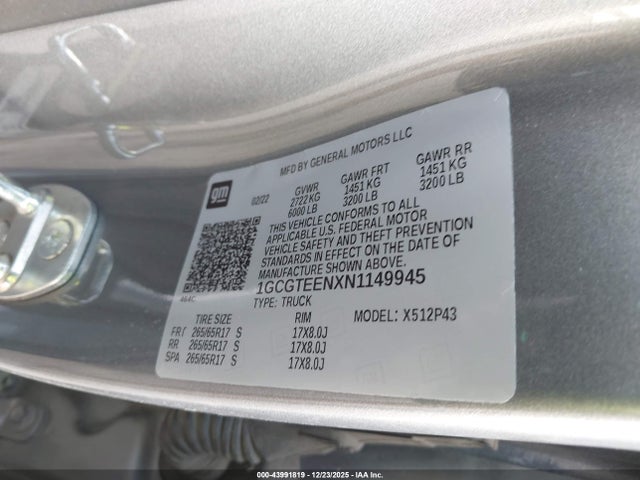 MFD BY GENERAL MOTORS LLC
gm
02/22 GVWR GAWR FRT GAWR RR
2722 KG 1451 KG 1451 KG
6000 LB 3200 LB 3200 LB
THIS VEHICLE CONFORMS TO ALL
APPLICABLE U.S. FEDERAL MOTOR
VEHICLE SAFETY AND THEFT PREVENTION
STANDARDS IN EFFECT ON THE DATE OF
MANUFACTURE SHOWN ABOVE.
1GCGTEENXN1149945
464C TYPE: TRUCK
TIRE SIZE RIM MODEL: X512P43
FRT 265/65R17 S 17X8.0J
RR 265/65R17 S 17X8.0J
SPA 265/65R17 S 17X8.0J
000-43991819 | 12/23/2025 | IAA Inc.